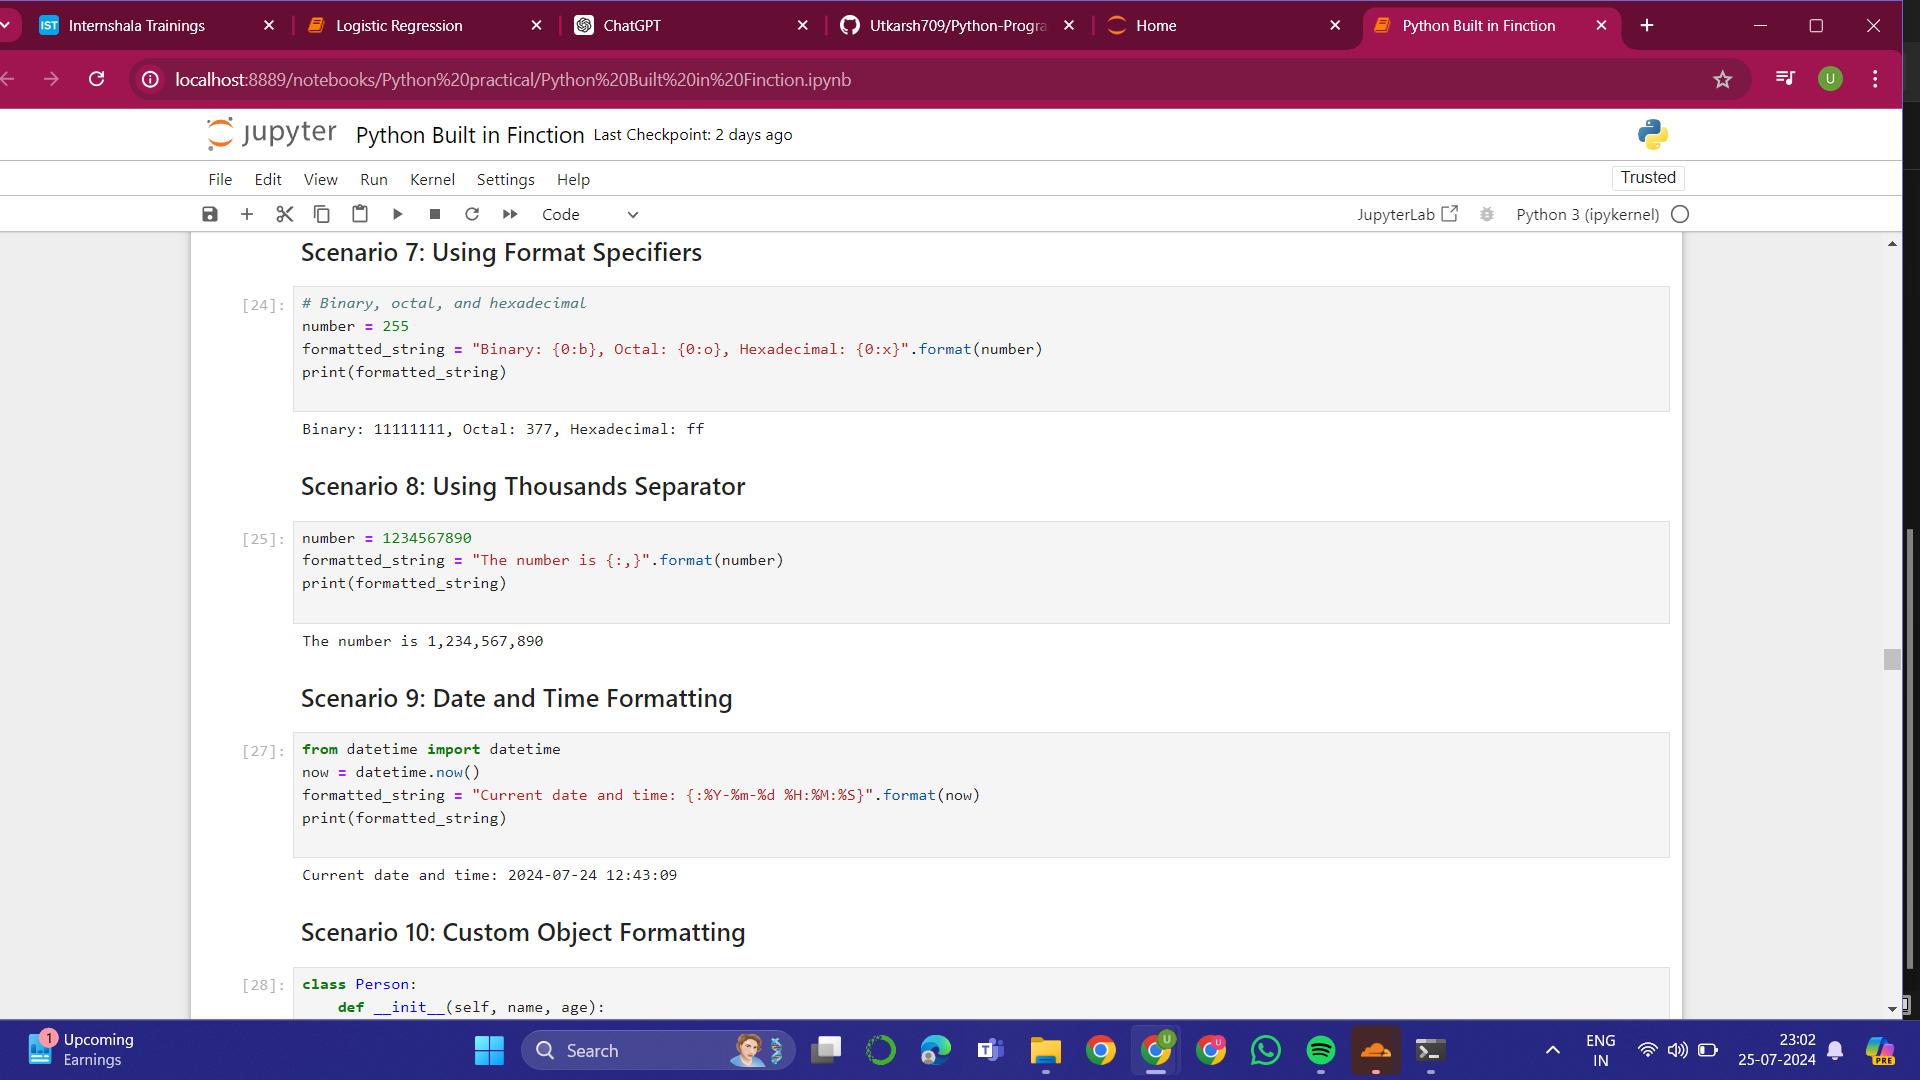 Internshala Trainings
Logistic Regression
ChatGPT
Utkarsh709/Python-Progra
Home
Python Built in Finction
localhost:8889/notebooks/Python%20practical/Python%20Built%20in%20Finction.ipynb
U
jupyter Python Built in Finction Last Checkpoint: 2 days ago
File Edit View Run Kernel Settings Help
Trusted
Code
JupyterLab
Python 3 (ipykernel)
Scenario 7: Using Format Specifiers
[24]:
# Binary, octal, and hexadecimal
number = 255
formatted_string = "Binary: {0:b}, Octal: {0:o}, Hexadecimal: {0:x}".format(number)
print(formatted_string)
Binary: 11111111, Octal: 377, Hexadecimal: ff
Scenario 8: Using Thousands Separator
[25]:
number = 1234567890
formatted_string = "The number is {:,}".format(number)
print(formatted_string)
The number is 1,234,567,890
Scenario 9: Date and Time Formatting
[27]:
from datetime import datetime
now = datetime.now()
formatted_string = "Current date and time: {:%Y-%m-%d %H:%M:%S}".format(now)
print(formatted_string)
Current date and time: 2024-07-24 12:43:09
Scenario 10: Custom Object Formatting
[28]:
class Person:
    def __init__(self, name, age):
1
Upcoming
Earnings
Search
ENG
IN
23:02
25-07-2024
PRE